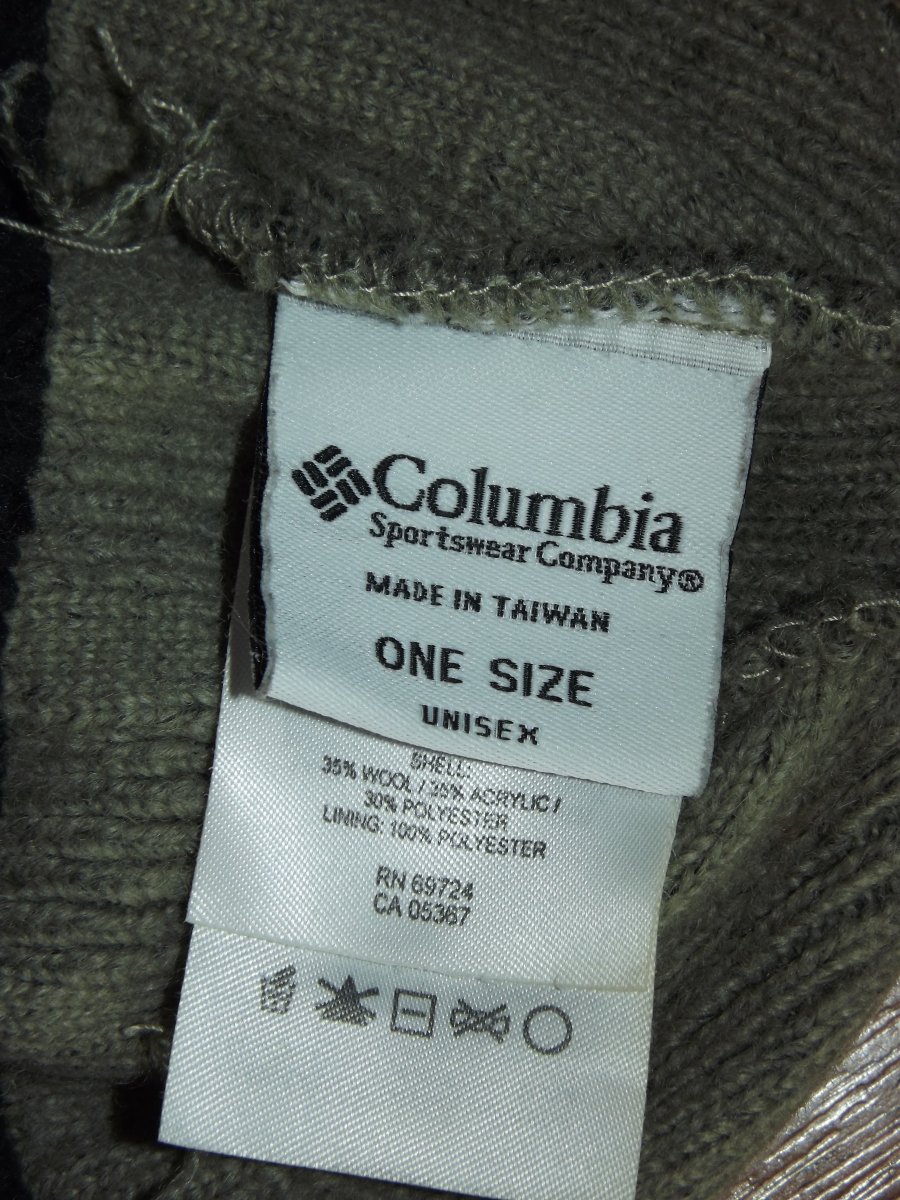 Columbia
Sportswear Company®
MADE IN TAIWAN
ONE SIZE
UNISEX
SHELL:
35% WOOL / 35% ACRYLIC /
30% POLYESTER
LINING: 100% POLYESTER
RN 69724
CA 05367